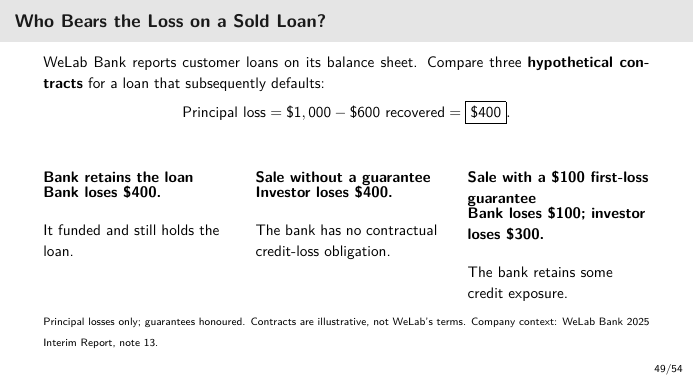 Who Bears the Loss on a Sold Loan?
WeLab Bank reports customer loans on its balance sheet. Compare three hypothetical con-
tracts for a loan that subsequently defaults:
Principal loss = $1,000 − $600 recovered = $400.
Bank retains the loan
Bank loses $400.
It funded and still holds the
loan.
Sale without a guarantee
Investor loses $400.
The bank has no contractual
credit-loss obligation.
Sale with a $100 first-loss
guarantee
Bank loses $100; investor
loses $300.
The bank retains some
credit exposure.
Principal losses only; guarantees honoured. Contracts are illustrative, not WeLab's terms. Company context: WeLab Bank 2025
Interim Report, note 13.
49/54